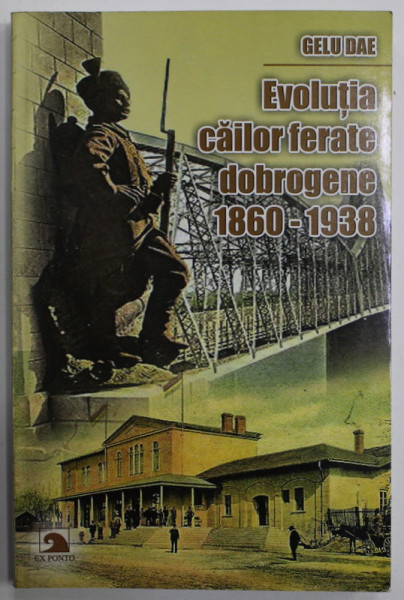 GELU DAE
Evoluția
căilor ferate
dobrogene
1860 - 1938
EX PONTO